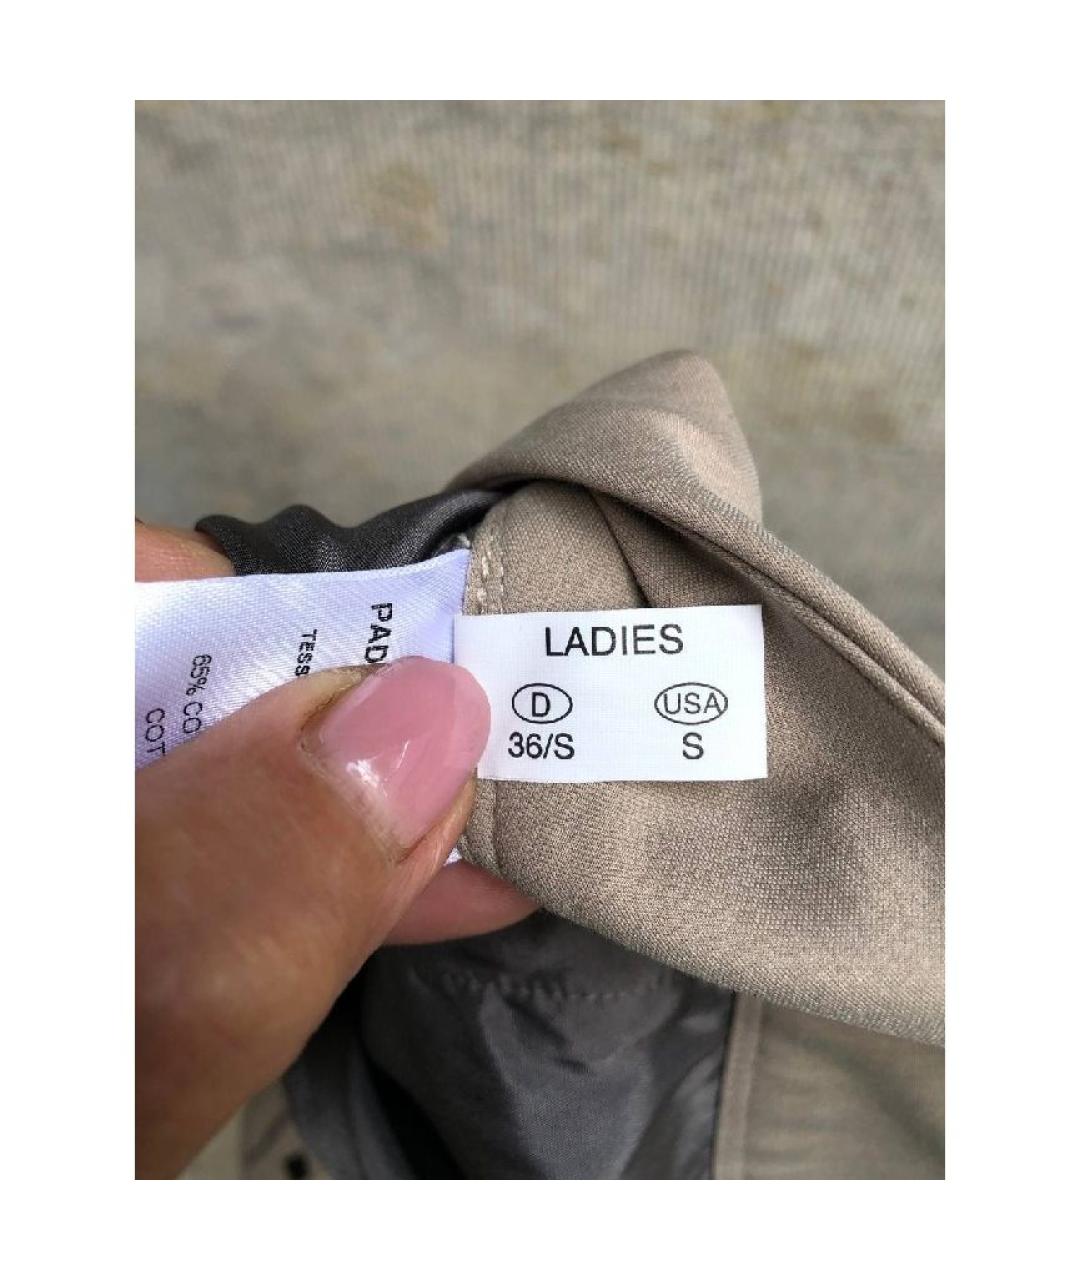 PAD
TESS
65% CO
COT
LADIES
D USA
36/S S